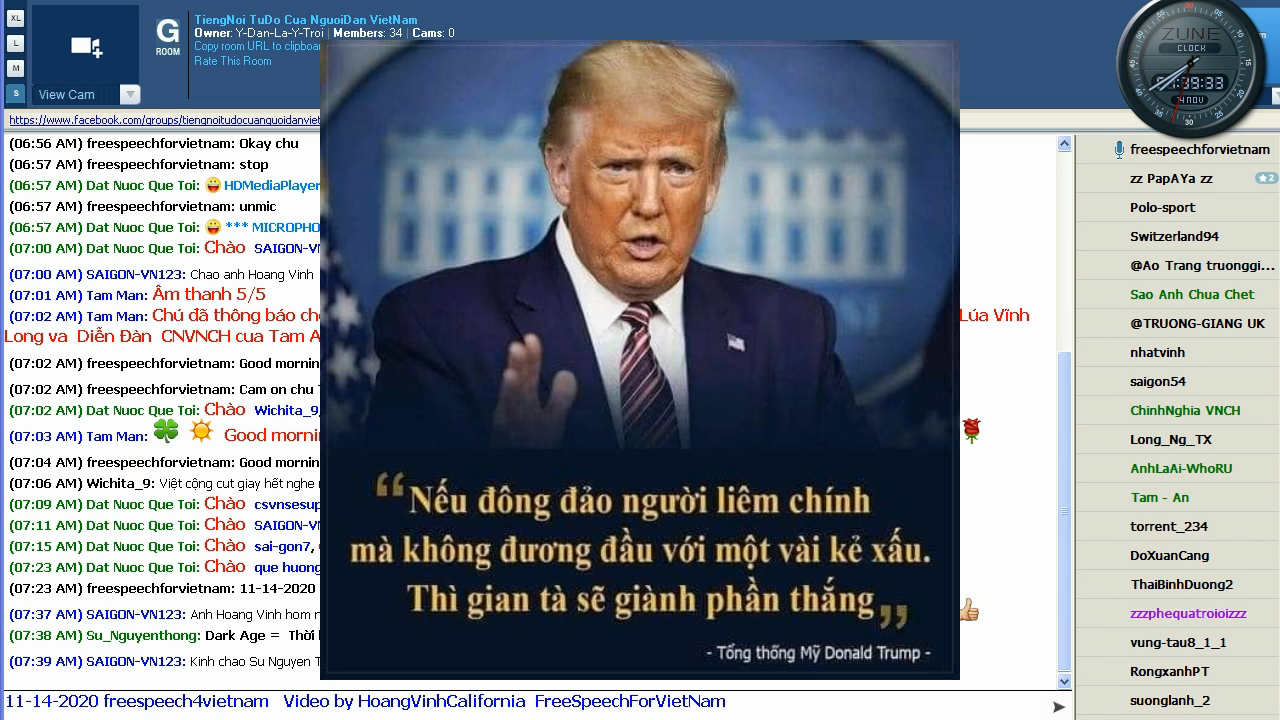 XL
L
M
S
View Cam
G
ROOM
TiengNoi TuDo Cua NguoiDan VietNam
Owner: Y-Dan-La-Y-Troi | Members: 34 | Cams: 0
Copy room URL to clipboa
Rate This Room
ZUNE
CLOCK
14 NOV
https://www.facebook.com/groups/tiengnoitudocuanguoidanviet
(06:56 AM) freespeechforvietnam: Okay chu
(06:57 AM) freespeechforvietnam: stop
(06:57 AM) Dat Nuoc Que Toi: HDMediaPlayer
(06:57 AM) freespeechforvietnam: unmic
(06:57 AM) Dat Nuoc Que Toi: *** MICROPHO
(07:00 AM) Dat Nuoc Que Toi: Chào SAIGON-VN
(07:00 AM) SAIGON-VN123: Chao anh Hoang Vinh
(07:01 AM) Tam Man: Âm thanh 5/5
(07:02 AM) Tam Man: Chú đã thông báo ch Lúa Vĩnh
Long va Diễn Đàn CNVNCH cua Tam A
(07:02 AM) freespeechforvietnam: Good mornin
(07:02 AM) freespeechforvietnam: Cam on chu
(07:02 AM) Dat Nuoc Que Toi: Chào Wichita_9,
(07:03 AM) Tam Man: Good mornin
(07:04 AM) freespeechforvietnam: Good mornin
(07:06 AM) Wichita_9: Việt cộng cut giay hết nghe
(07:09 AM) Dat Nuoc Que Toi: Chào csvnsesup
(07:11 AM) Dat Nuoc Que Toi: Chào SAIGON-VN
(07:15 AM) Dat Nuoc Que Toi: Chào sai-gon7,
(07:23 AM) Dat Nuoc Que Toi: Chào que huong
(07:23 AM) freespeechforvietnam: 11-14-2020
(07:37 AM) SAIGON-VN123: Anh Hoang Vinh hom n
(07:38 AM) Su_Nguyenthong: Dark Age = Thời
(07:39 AM) SAIGON-VN123: Kinh chao Su Nguyen T
“Nếu đông đảo người liêm chính
mà không đương đầu với một vài kẻ xấu.
Thì gian tà sẽ giành phần thắng”
- Tổng thống Mỹ Donald Trump -
freespeechforvietnam
zz PapAYa zz
2
Polo-sport
Switzerland94
@Ao Trang truonggi...
Sao Anh Chua Chet
@TRUONG-GIANG UK
nhatvinh
saigon54
ChinhNghia VNCH
Long_Ng_TX
AnhLaAi-WhoRU
Tam - An
torrent_234
DoXuanCang
ThaiBinhDuong2
zzzphequatroioizzz
vung-tau8_1_1
RongxanhPT
suonglanh_2
11-14-2020 freespeech4vietnam Video by HoangVinhCalifornia FreeSpeechForVietNam